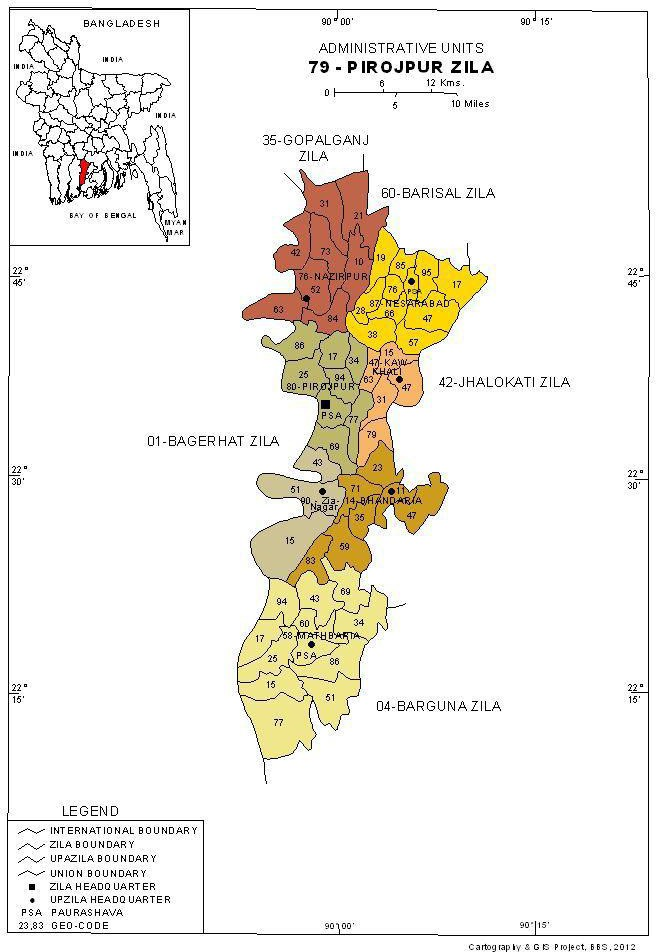 90° 00'
90° 15'
BANGLADESH
INDIA
INDIA
INDIA
INDIA
BAY OF BENGAL
MYAN
MAR
ADMINISTRATIVE UNITS
79 - PIROJPUR ZILA
6 12 Kms.
0
5 10 Miles
35-GOPALGANJ
ZILA
60-BARISAL ZILA
31
21
42
73
10
76-NAZIRPUR
52
63
84
19
85
95
17
76
PSA
87-NESARABAD
28
66
47
38
57
22°
45'
22°
45'
86
17
34
25
94
80-PIROJPUR
PSA
77
69
15
47-KAW-
KHALI
63
47
31
79
42-JHALOKATI ZILA
01-BAGERHAT ZILA
22°
30'
22°
30'
43
51
90 - Zia-
Nagar
15
23
71
11
14-BHANDARIA
35
47
59
83
94
43
69
60
34
17
58-MATHBARIA
PSA
25
86
15
51
77
22°
15'
22°
15'
04-BARGUNA ZILA
LEGEND
INTERNATIONAL BOUNDARY
ZILA BOUNDARY
UPAZILA BOUNDARY
UNION BOUNDARY
ZILA HEADQUARTER
UPZILA HEADQUARTER
PSA PAURASHAVA
23,83 GEO-CODE
90° 00'
90° 15'
Cartography & GIS Project, BBS, 2012